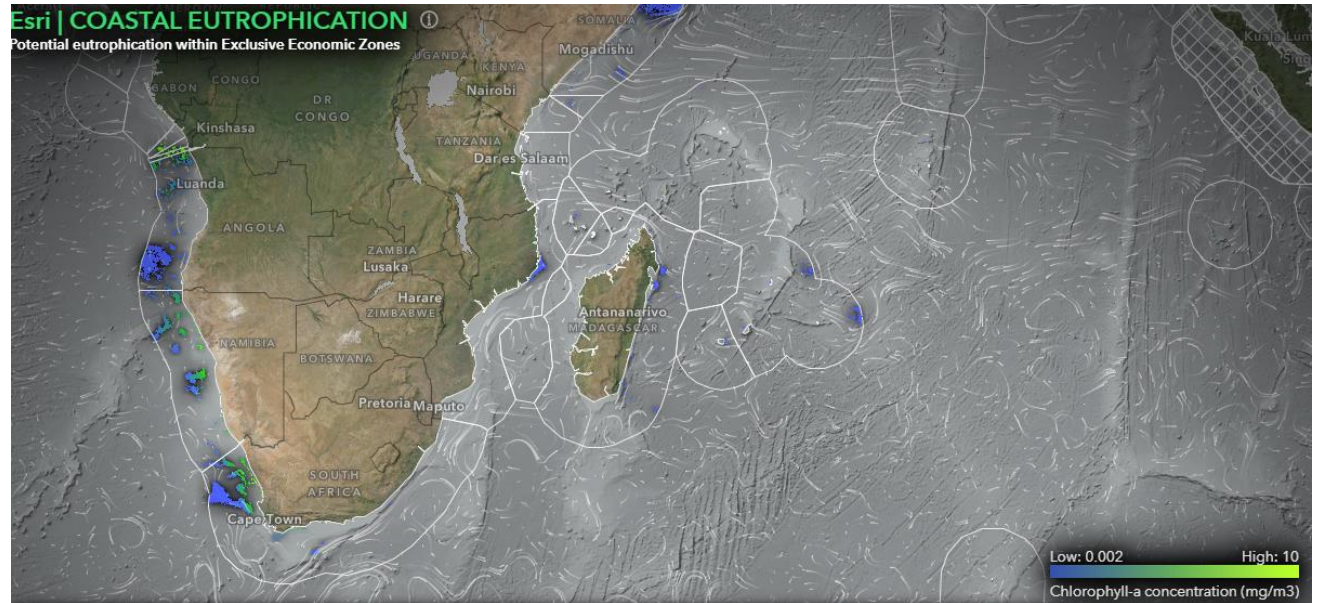 Esri | COASTAL EUTROPHICATION
Potential eutrophication within Exclusive Economic Zones
SOMALIA
Mogadishu
UGANDA
KENYA
Nairobi
CONGO
DR
CONGO
Kinshasa
TANZANIA
Dar es Salaam
Luanda
ANGOLA
ZAMBIA
Lusaka
Harare
ZIMBABWE
Antananarivo
MADAGASCAR
NAMIBIA
BOTSWANA
Pretoria
Maputo
SOUTH
AFRICA
Cape Town
Low: 0.002
High: 10
Chlorophyll-a concentration (mg/m3)